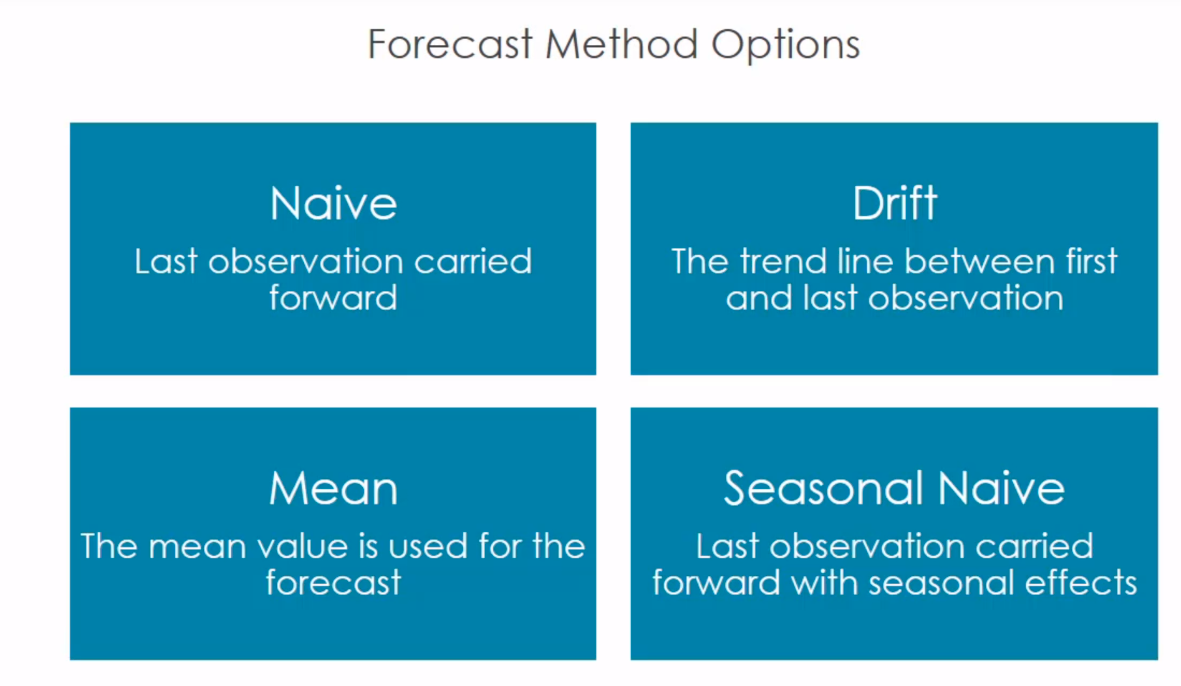 Forecast Method Options
Naive
Last observation carried
forward
Drift
The trend line between first
and last observation
Mean
The mean value is used for the
forecast
Seasonal Naive
Last observation carried
forward with seasonal effects